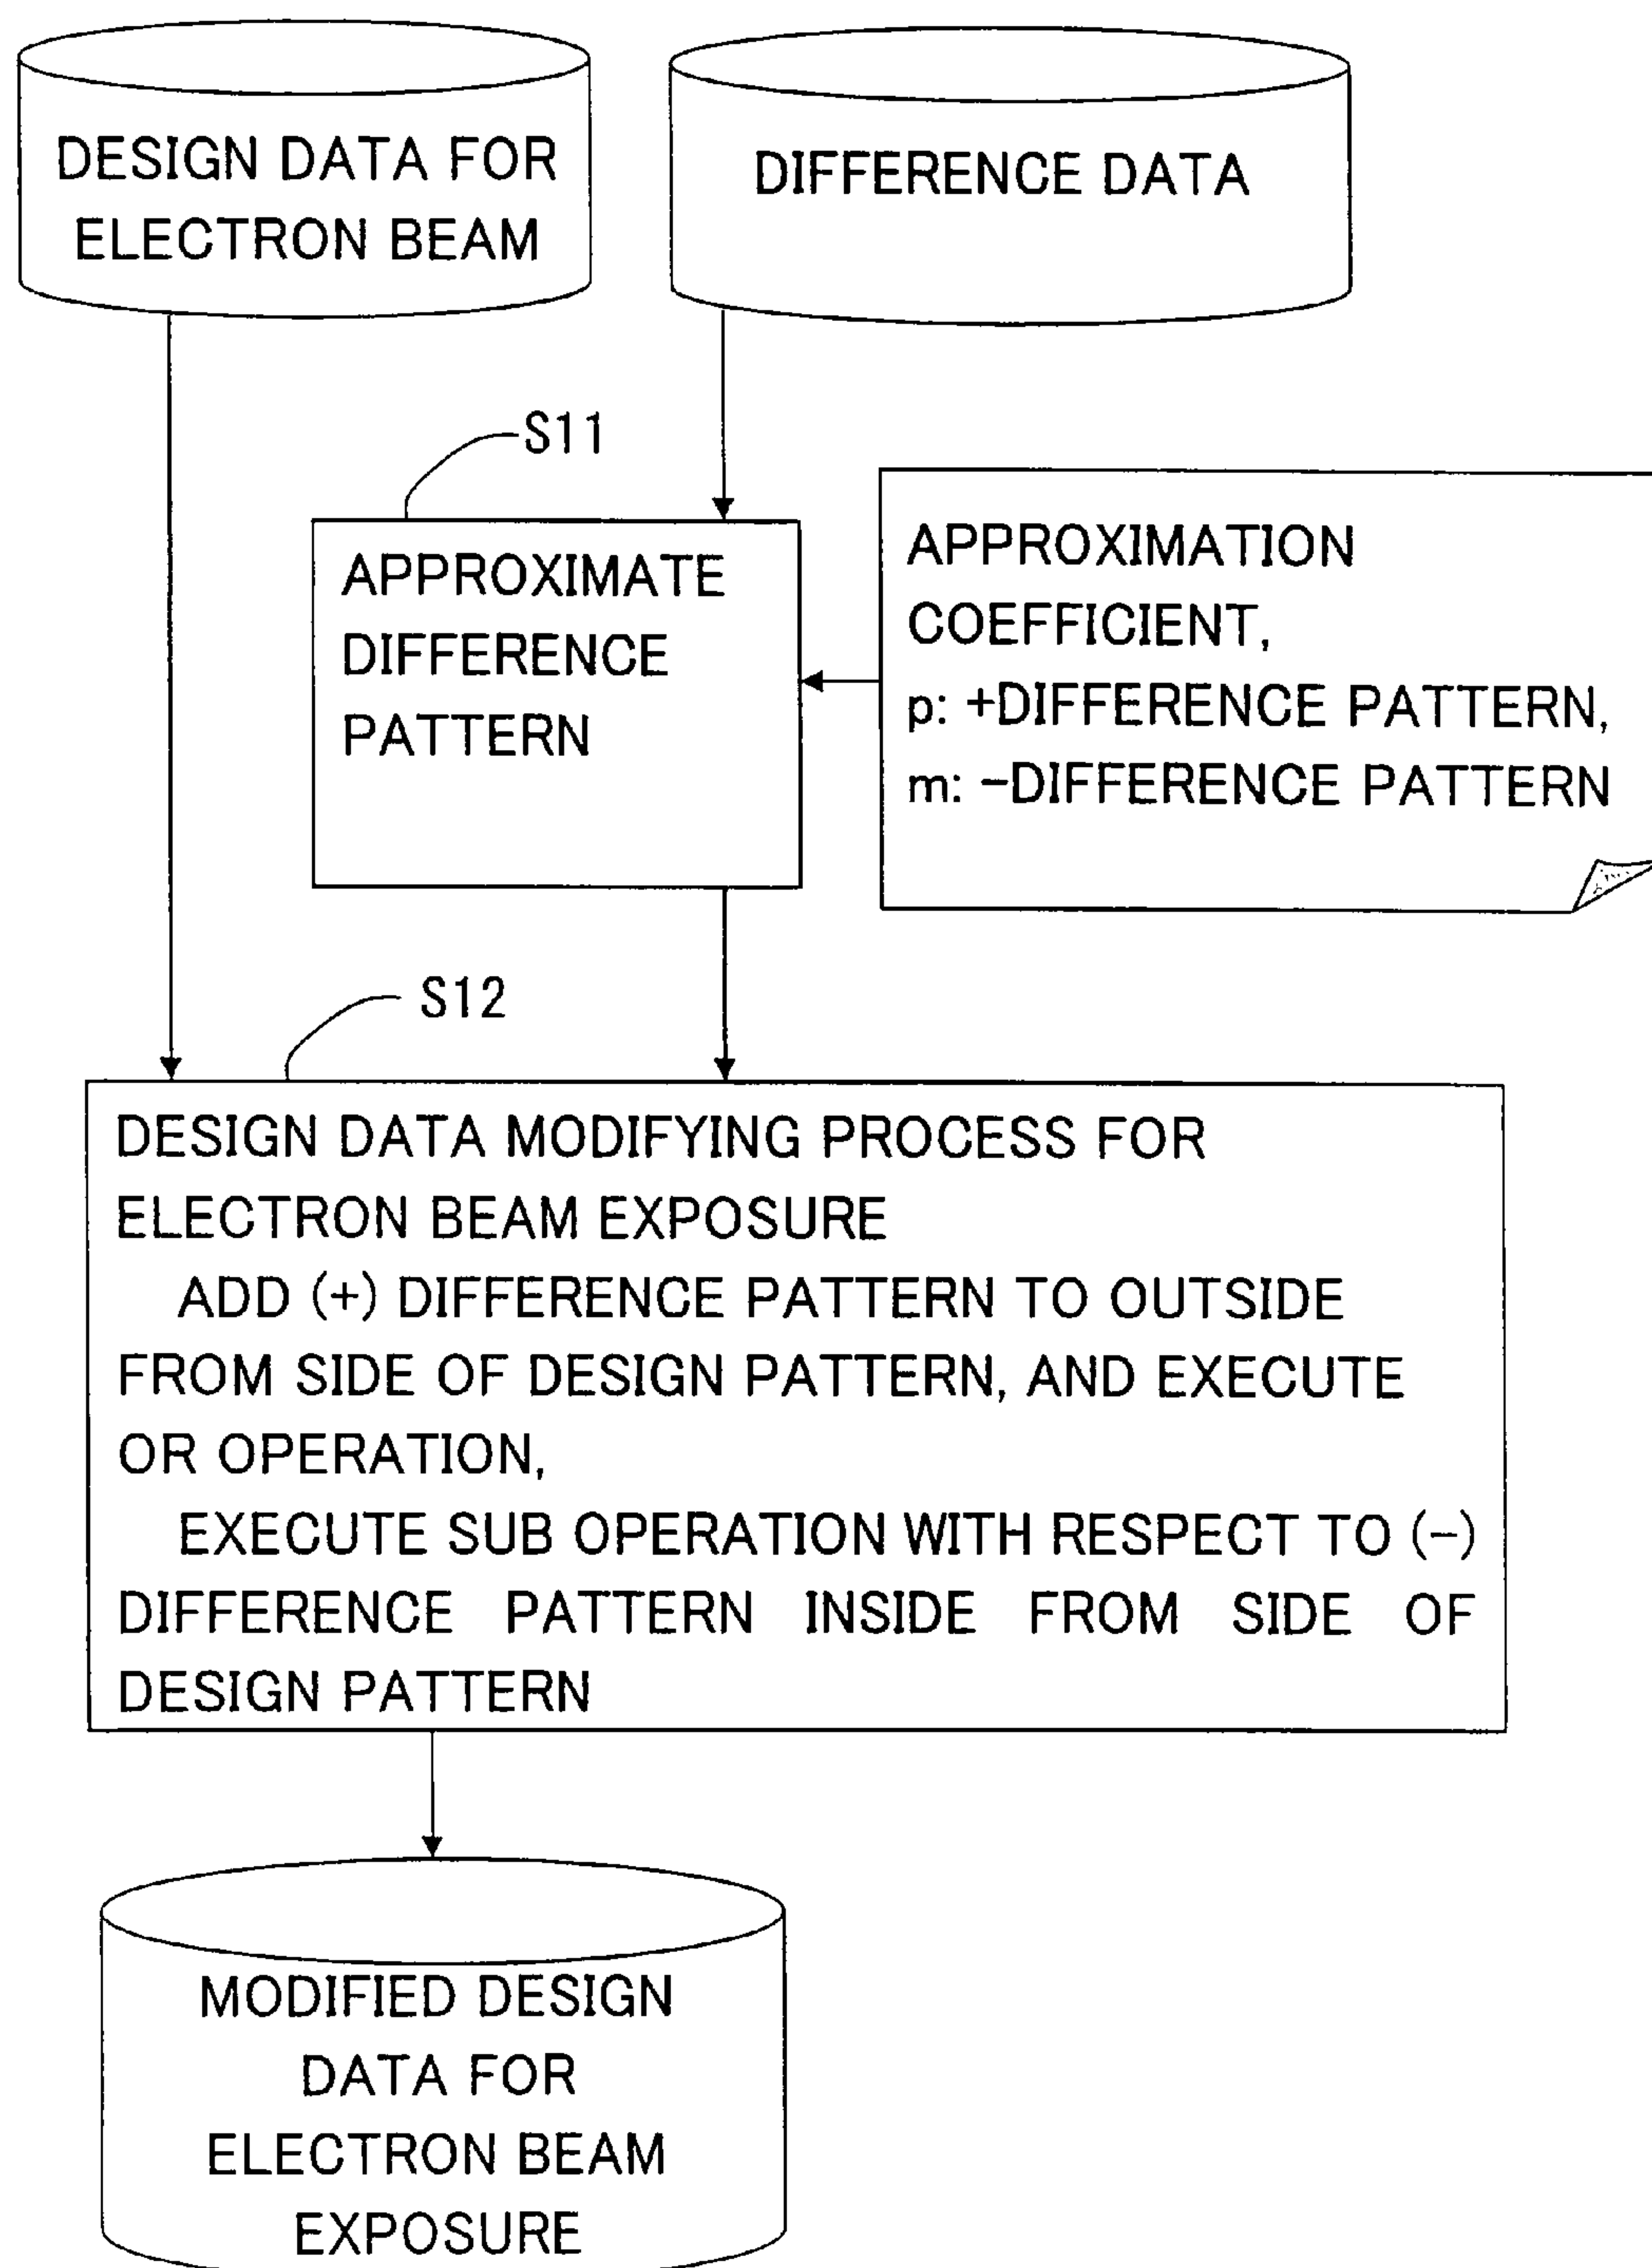 DESIGN DATA FOR
ELECTRON BEAM
DIFFERENCE DATA
S11
APPROXIMATE
DIFFERENCE
PATTERN
APPROXIMATION
COEFFICIENT,
p: +DIFFERENCE PATTERN,
m: −DIFFERENCE PATTERN
S12
DESIGN DATA MODIFYING PROCESS FOR
ELECTRON BEAM EXPOSURE
ADD (+) DIFFERENCE PATTERN TO OUTSIDE
FROM SIDE OF DESIGN PATTERN, AND EXECUTE
OR OPERATION,
EXECUTE SUB OPERATION WITH RESPECT TO (−)
DIFFERENCE PATTERN INSIDE FROM SIDE OF
DESIGN PATTERN
MODIFIED DESIGN
DATA FOR
ELECTRON BEAM
EXPOSURE